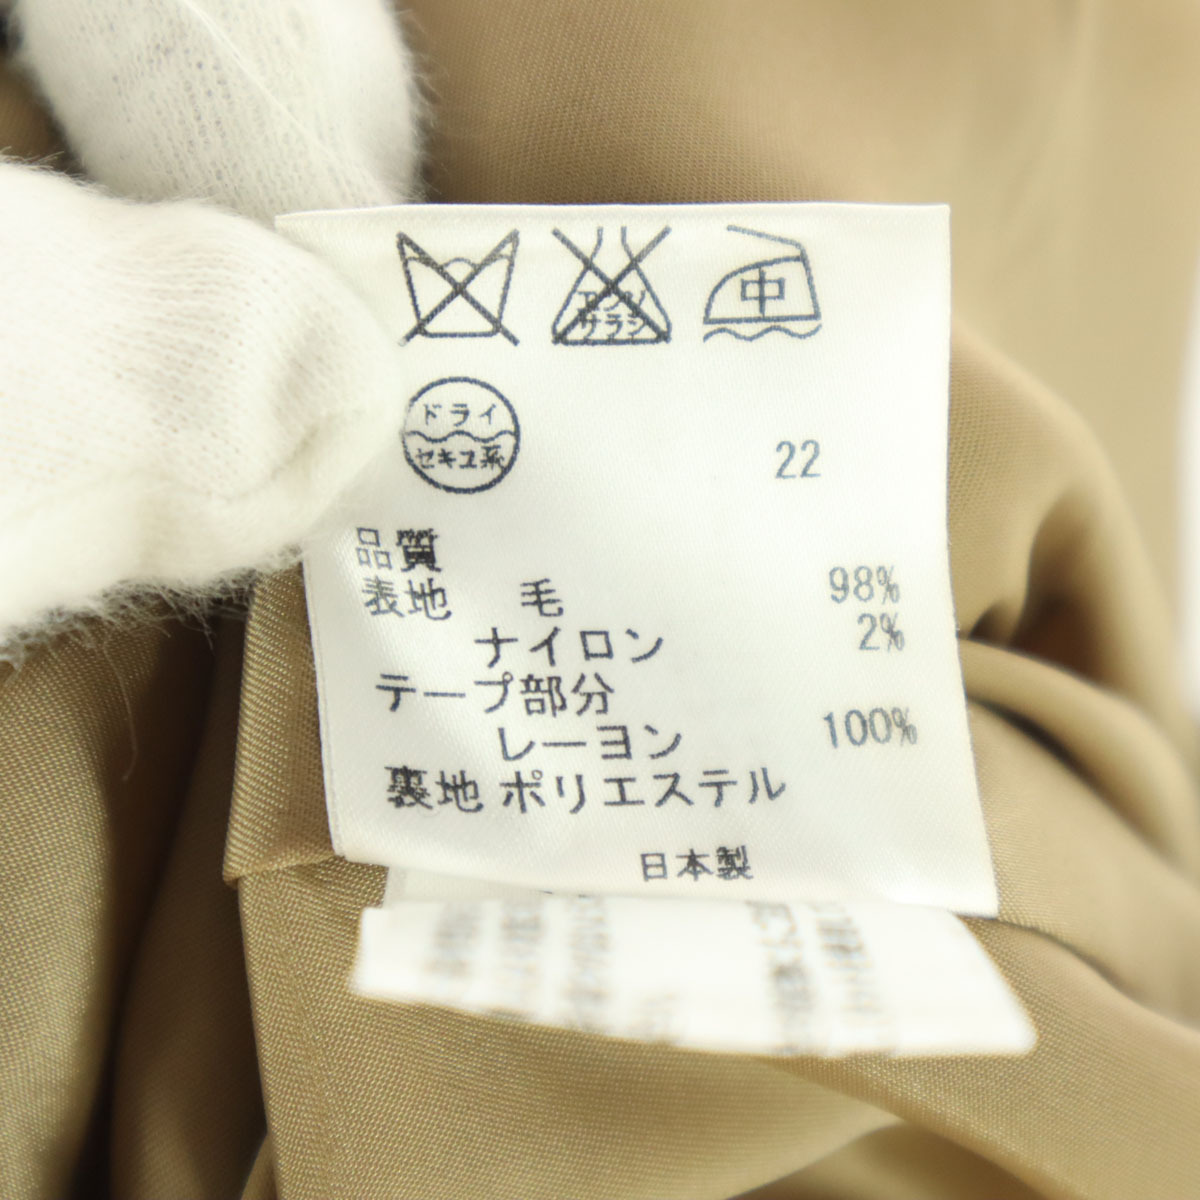 エンソ
サラシ
中
ドライ
セキユ系
22
品質
表地 毛 98%
ナイロン 2%
テープ部分
レーヨン 100%
裏地 ポリエステル
日本製